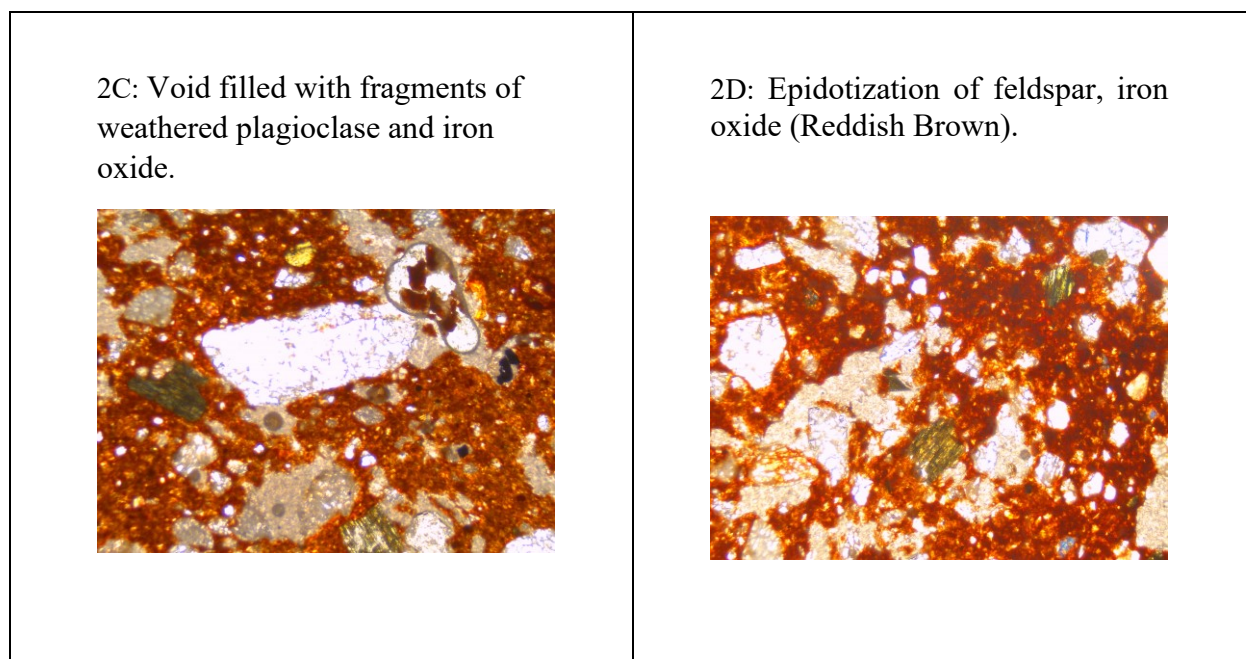 2C: Void filled with fragments of
weathered plagioclase and iron
oxide.
2D: Epidotization of feldspar, iron
oxide (Reddish Brown).